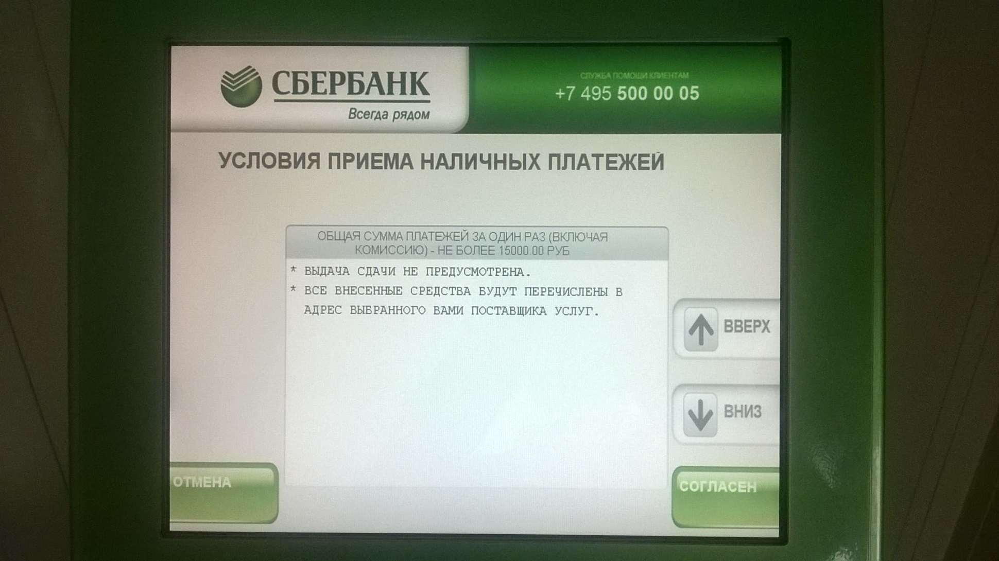 СБЕРБАНК
Всегда рядом
СЛУЖБА ПОМОЩИ КЛИЕНТАМ
+7 495 500 00 05
УСЛОВИЯ ПРИЕМА НАЛИЧНЫХ ПЛАТЕЖЕЙ
ОБЩАЯ СУММА ПЛАТЕЖЕЙ ЗА ОДИН РАЗ (ВКЛЮЧАЯ
КОМИССИЮ) - НЕ БОЛЕЕ 15000.00 РУБ
* ВЫДАЧА СДАЧИ НЕ ПРЕДУСМОТРЕНА.
* ВСЕ ВНЕСЕННЫЕ СРЕДСТВА БУДУТ ПЕРЕЧИСЛЕНЫ В
АДРЕС ВЫБРАННОГО ВАМИ ПОСТАВЩИКА УСЛУГ.
ВВЕРХ
ВНИЗ
ОТМЕНА
СОГЛАСЕН